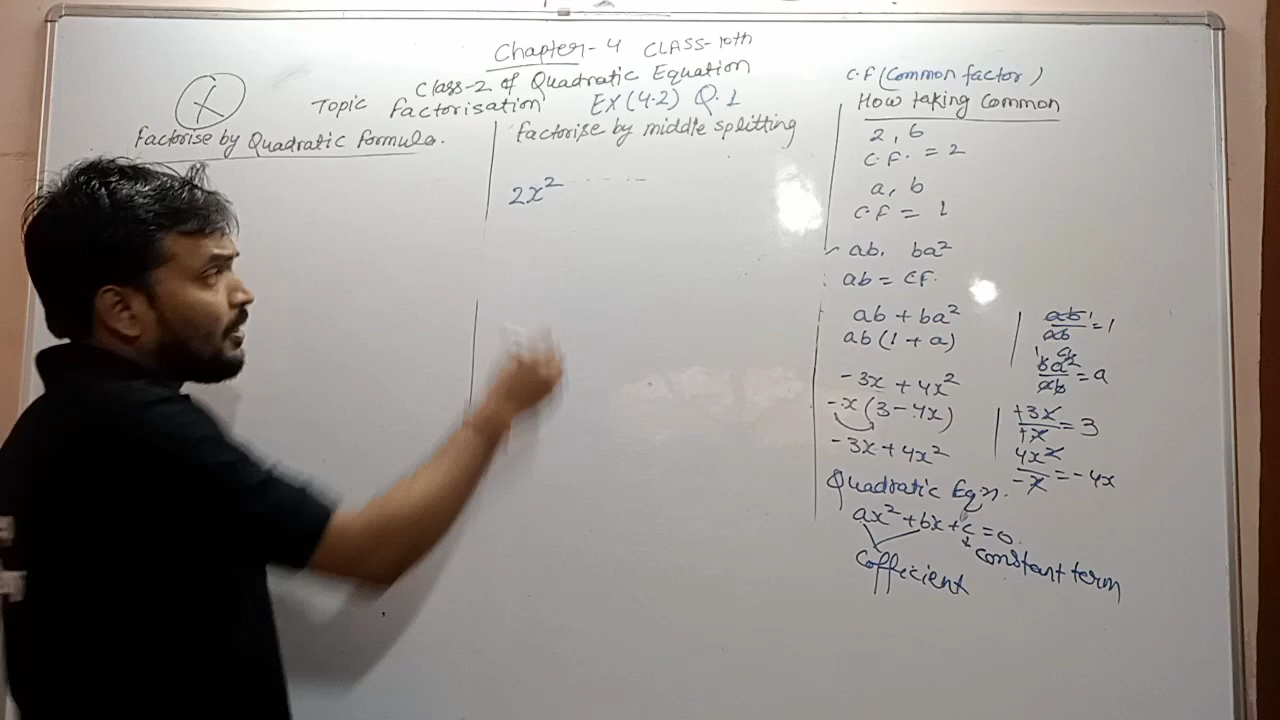 Chapter-4 CLASS-10th
Class-2 of Quadratic Equation
Topic Factorisation EX(4.2) Q.1
X
Factorise by Quadratic formula.
factorise by middle splitting
2x²
C.F(Common factor)
How taking Common
2, 6
C.F. = 2
a, b
C.F = 1
ab, ba²
ab = C.F.
ab + ba²
ab(1 + a)
ab/ab = 1
ba²/ab = a
-3x + 4x²
-x(3-4x)
-3x+4x²
+3x/+x = 3
4x²/-x = -4x
Quadratic Eqn.
ax²+bx+c=0.
Cofficient
constant term